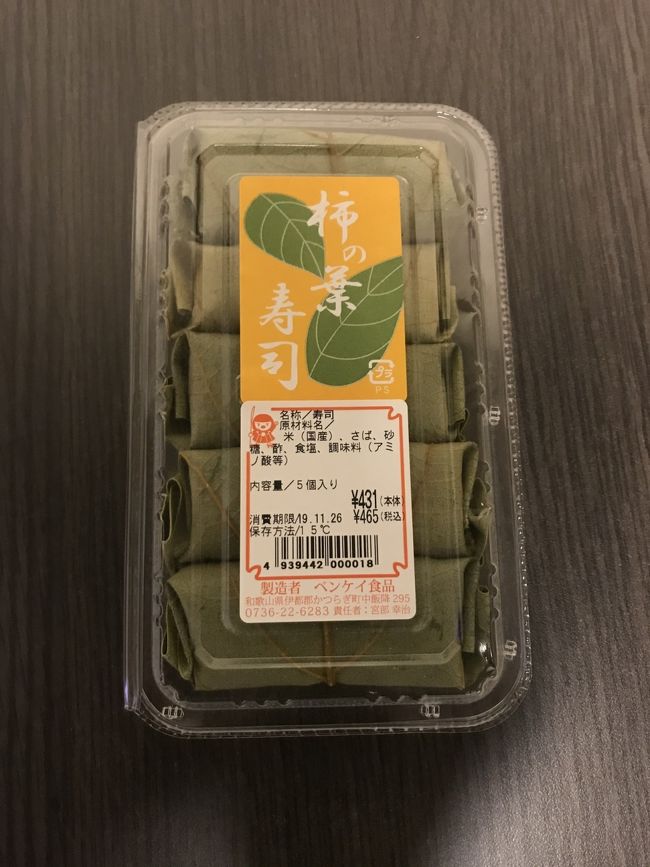 柿の葉
寿司
プラ
PS
名称／寿司
原材料名／
米（国産）、さば、砂
糖、酢、食塩、調味料（アミ
ノ酸等）
内容量／５個入り
¥431(本体)
消費期限/19.11.26 ¥465(税込)
保存方法/１５℃
4 939442 000018
製造者 ベンケイ食品
和歌山県伊都郡かつらぎ町中飯降295
0736-22-6283 責任者：宮部 幸治